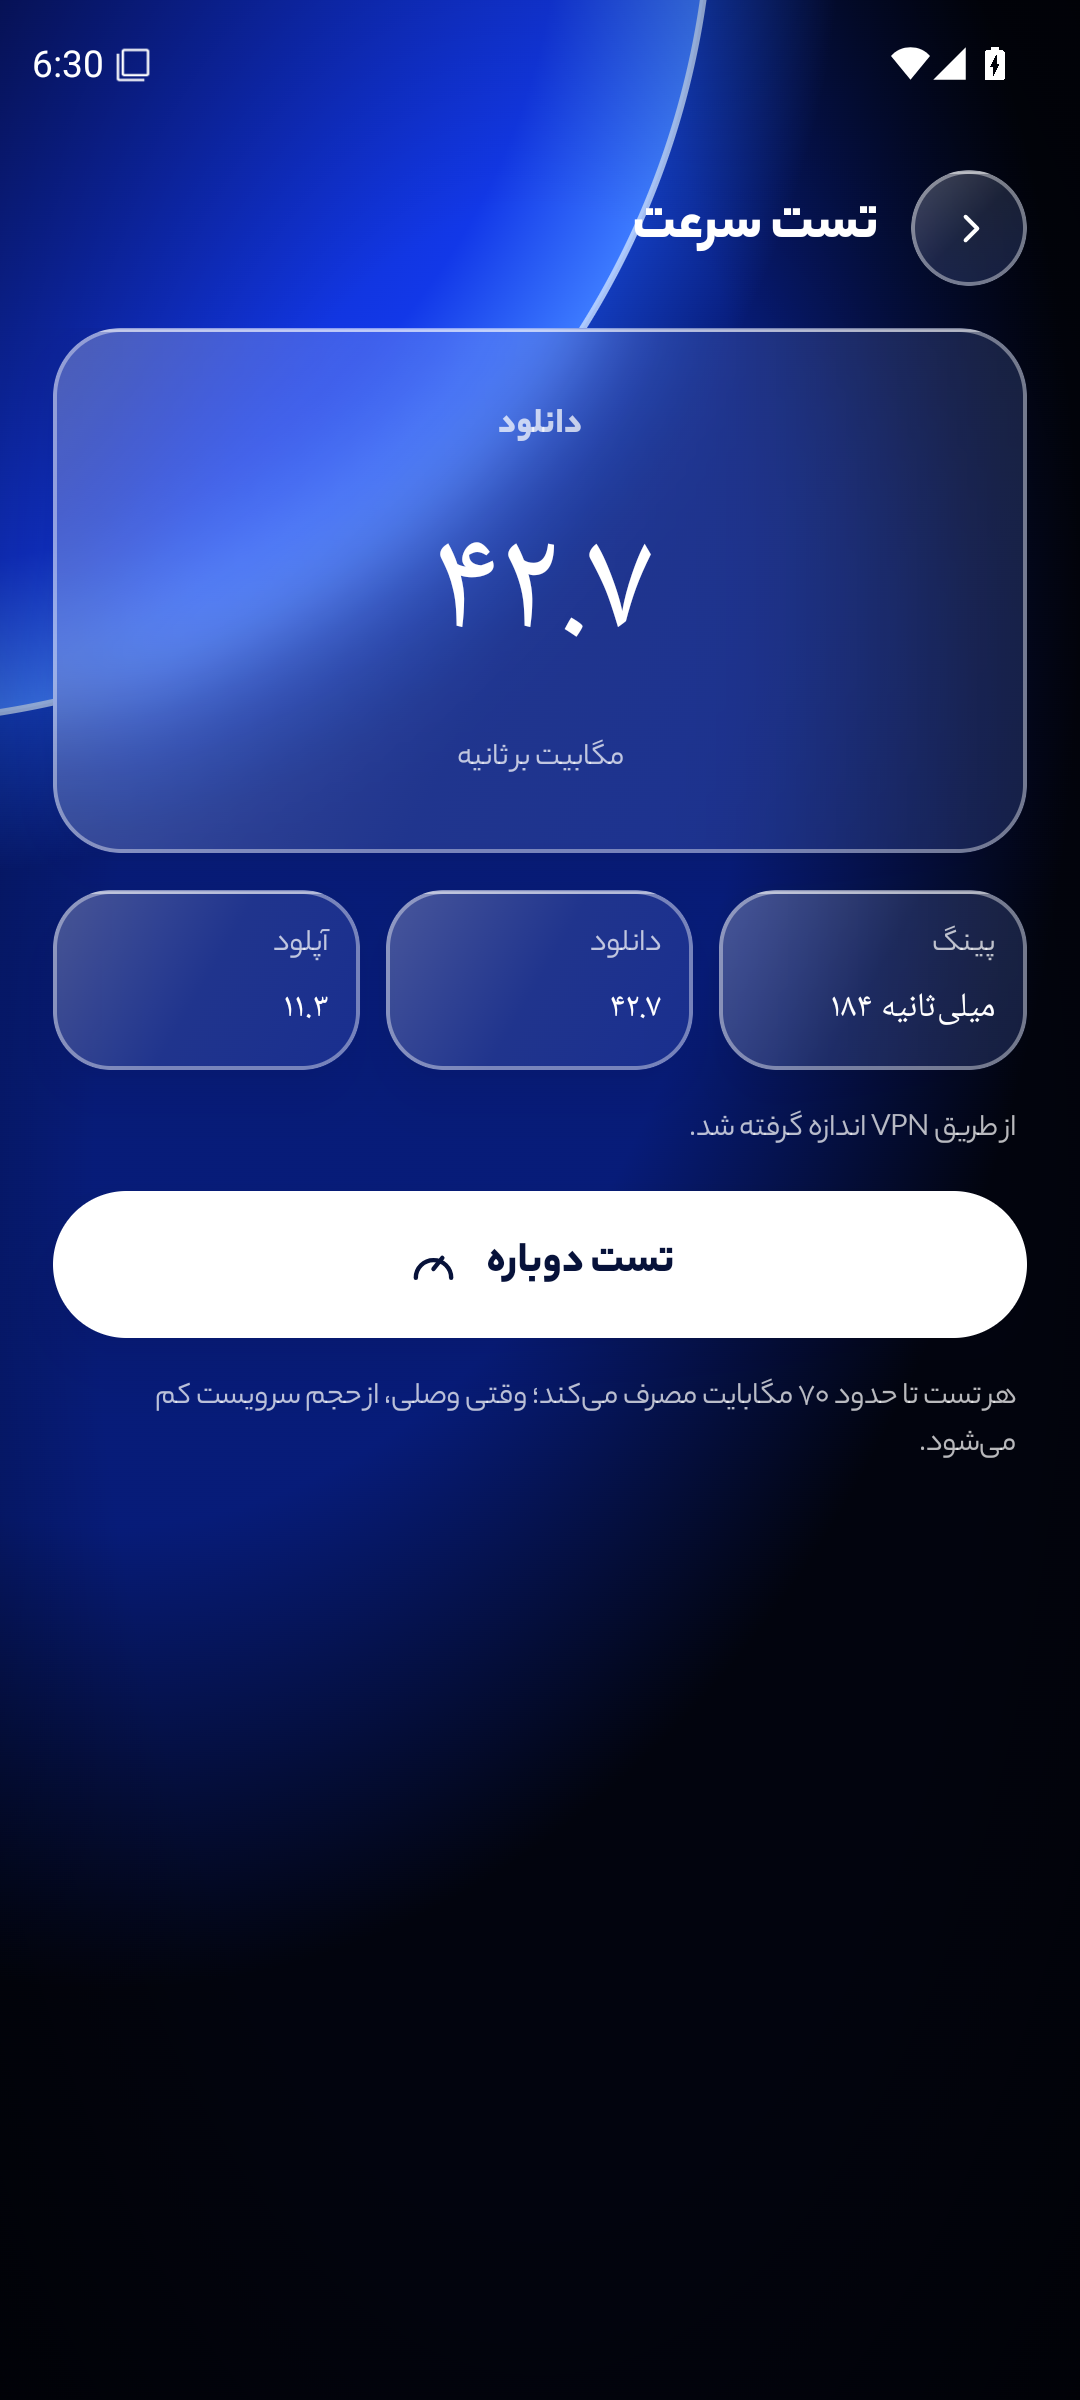 6:30
تست سرعت
دانلود
۴۲.۷
مگابیت بر ثانیه
پینگ
میلی‌ثانیه ۱۸۴
دانلود
۴۲.۷
آپلود
۱۱.۳
از طریق VPN اندازه گرفته شد.
تست دوباره
هر تست تا حدود ۷۰ مگابایت مصرف می‌کند؛ وقتی وصلی، از حجم سرویست کم
می‌شود.